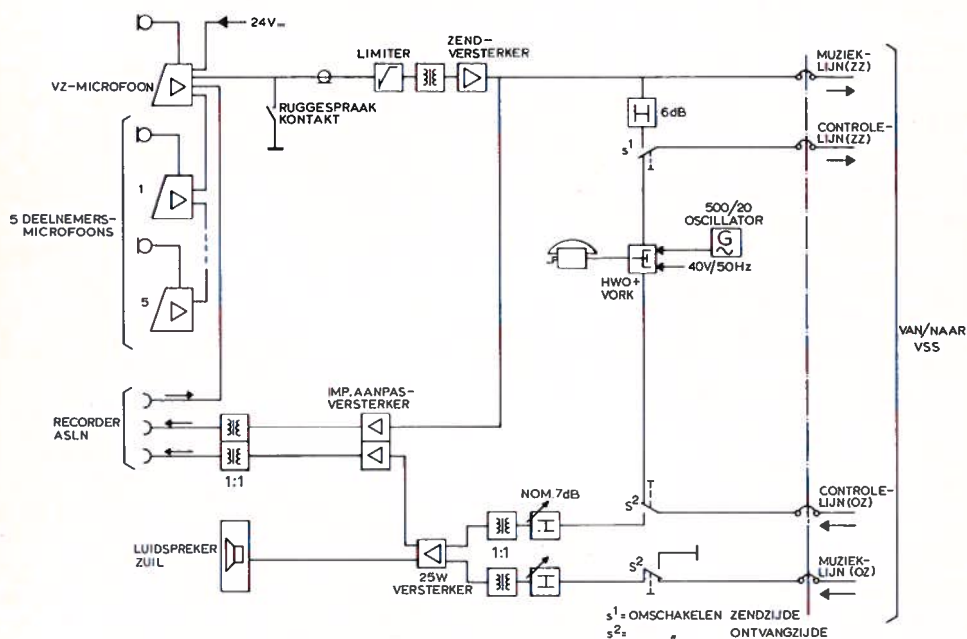 24V=
VZ-MICROFOON
LIMITER
ZEND-
VERSTERKER
RUGGESPRAAK
KONTAKT
MUZIEK-
LIJN(ZZ)
6dB
s1
CONTROLE-
LIJN(ZZ)
5 DEELNEMERS-
MICROFOONS
1
5
500/20
OSCILLATOR
G
40V/50Hz
HWO+
VORK
VAN/NAAR
VSS
RECORDER
ASLN
IMP. AANPAS-
VERSTERKER
1:1
NOM. 7dB
S2
CONTROLE-
LIJN(OZ)
LUIDSPREKER
ZUIL
25W
VERSTERKER
1:1
S2
MUZIEK-
LIJN(OZ)
s1= OMSCHAKELEN ZENDZIJDE
s2= " ONTVANGZIJDE